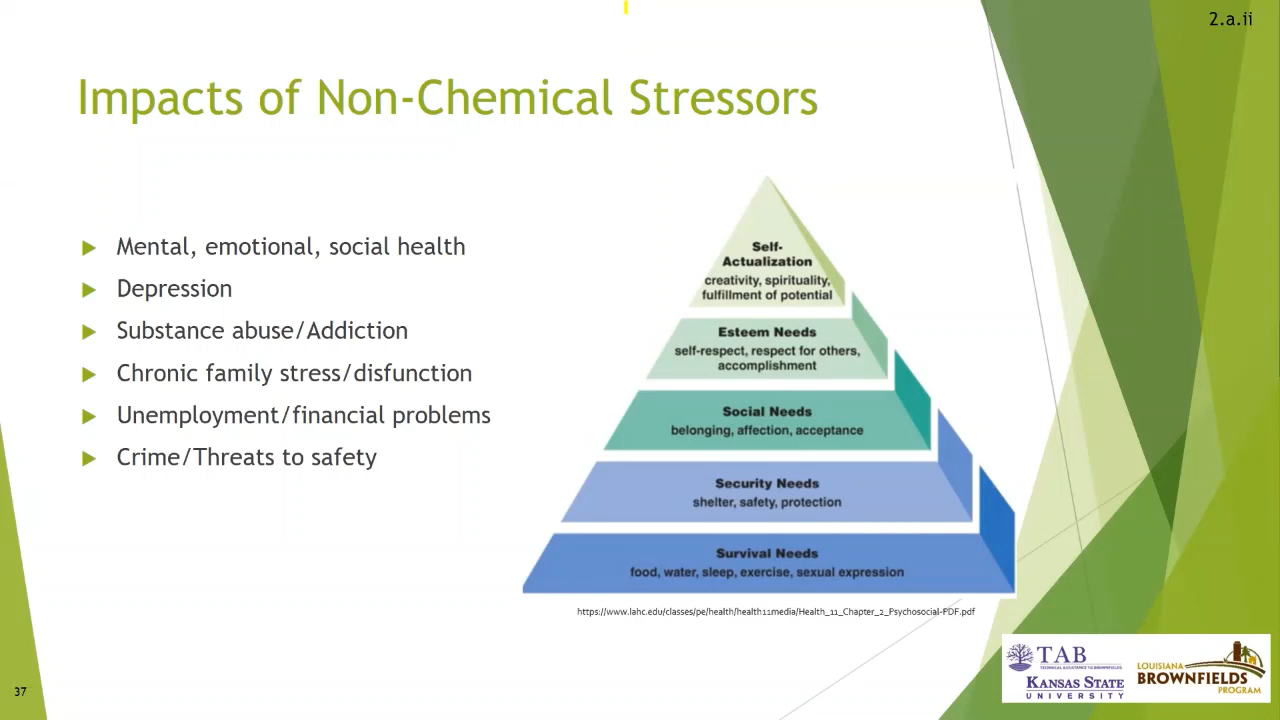 2.a.ii
Impacts of Non-Chemical Stressors
Mental, emotional, social health
Depression
Substance abuse/Addiction
Chronic family stress/disfunction
Unemployment/financial problems
Crime/Threats to safety
Self-
Actualization
creativity, spirituality,
fulfillment of potential
Esteem Needs
self-respect, respect for others,
accomplishment
Social Needs
belonging, affection, acceptance
Security Needs
shelter, safety, protection
Survival Needs
food, water, sleep, exercise, sexual expression
https://www.lahc.edu/classes/pe/health/health11media/Health_11_Chapter_2_Psychosocial-PDF.pdf
TAB
TECHNICAL ASSISTANCE TO BROWNFIELDS
KANSAS STATE
UNIVERSITY
LOUISIANA
BROWNFIELDS
PROGRAM
37